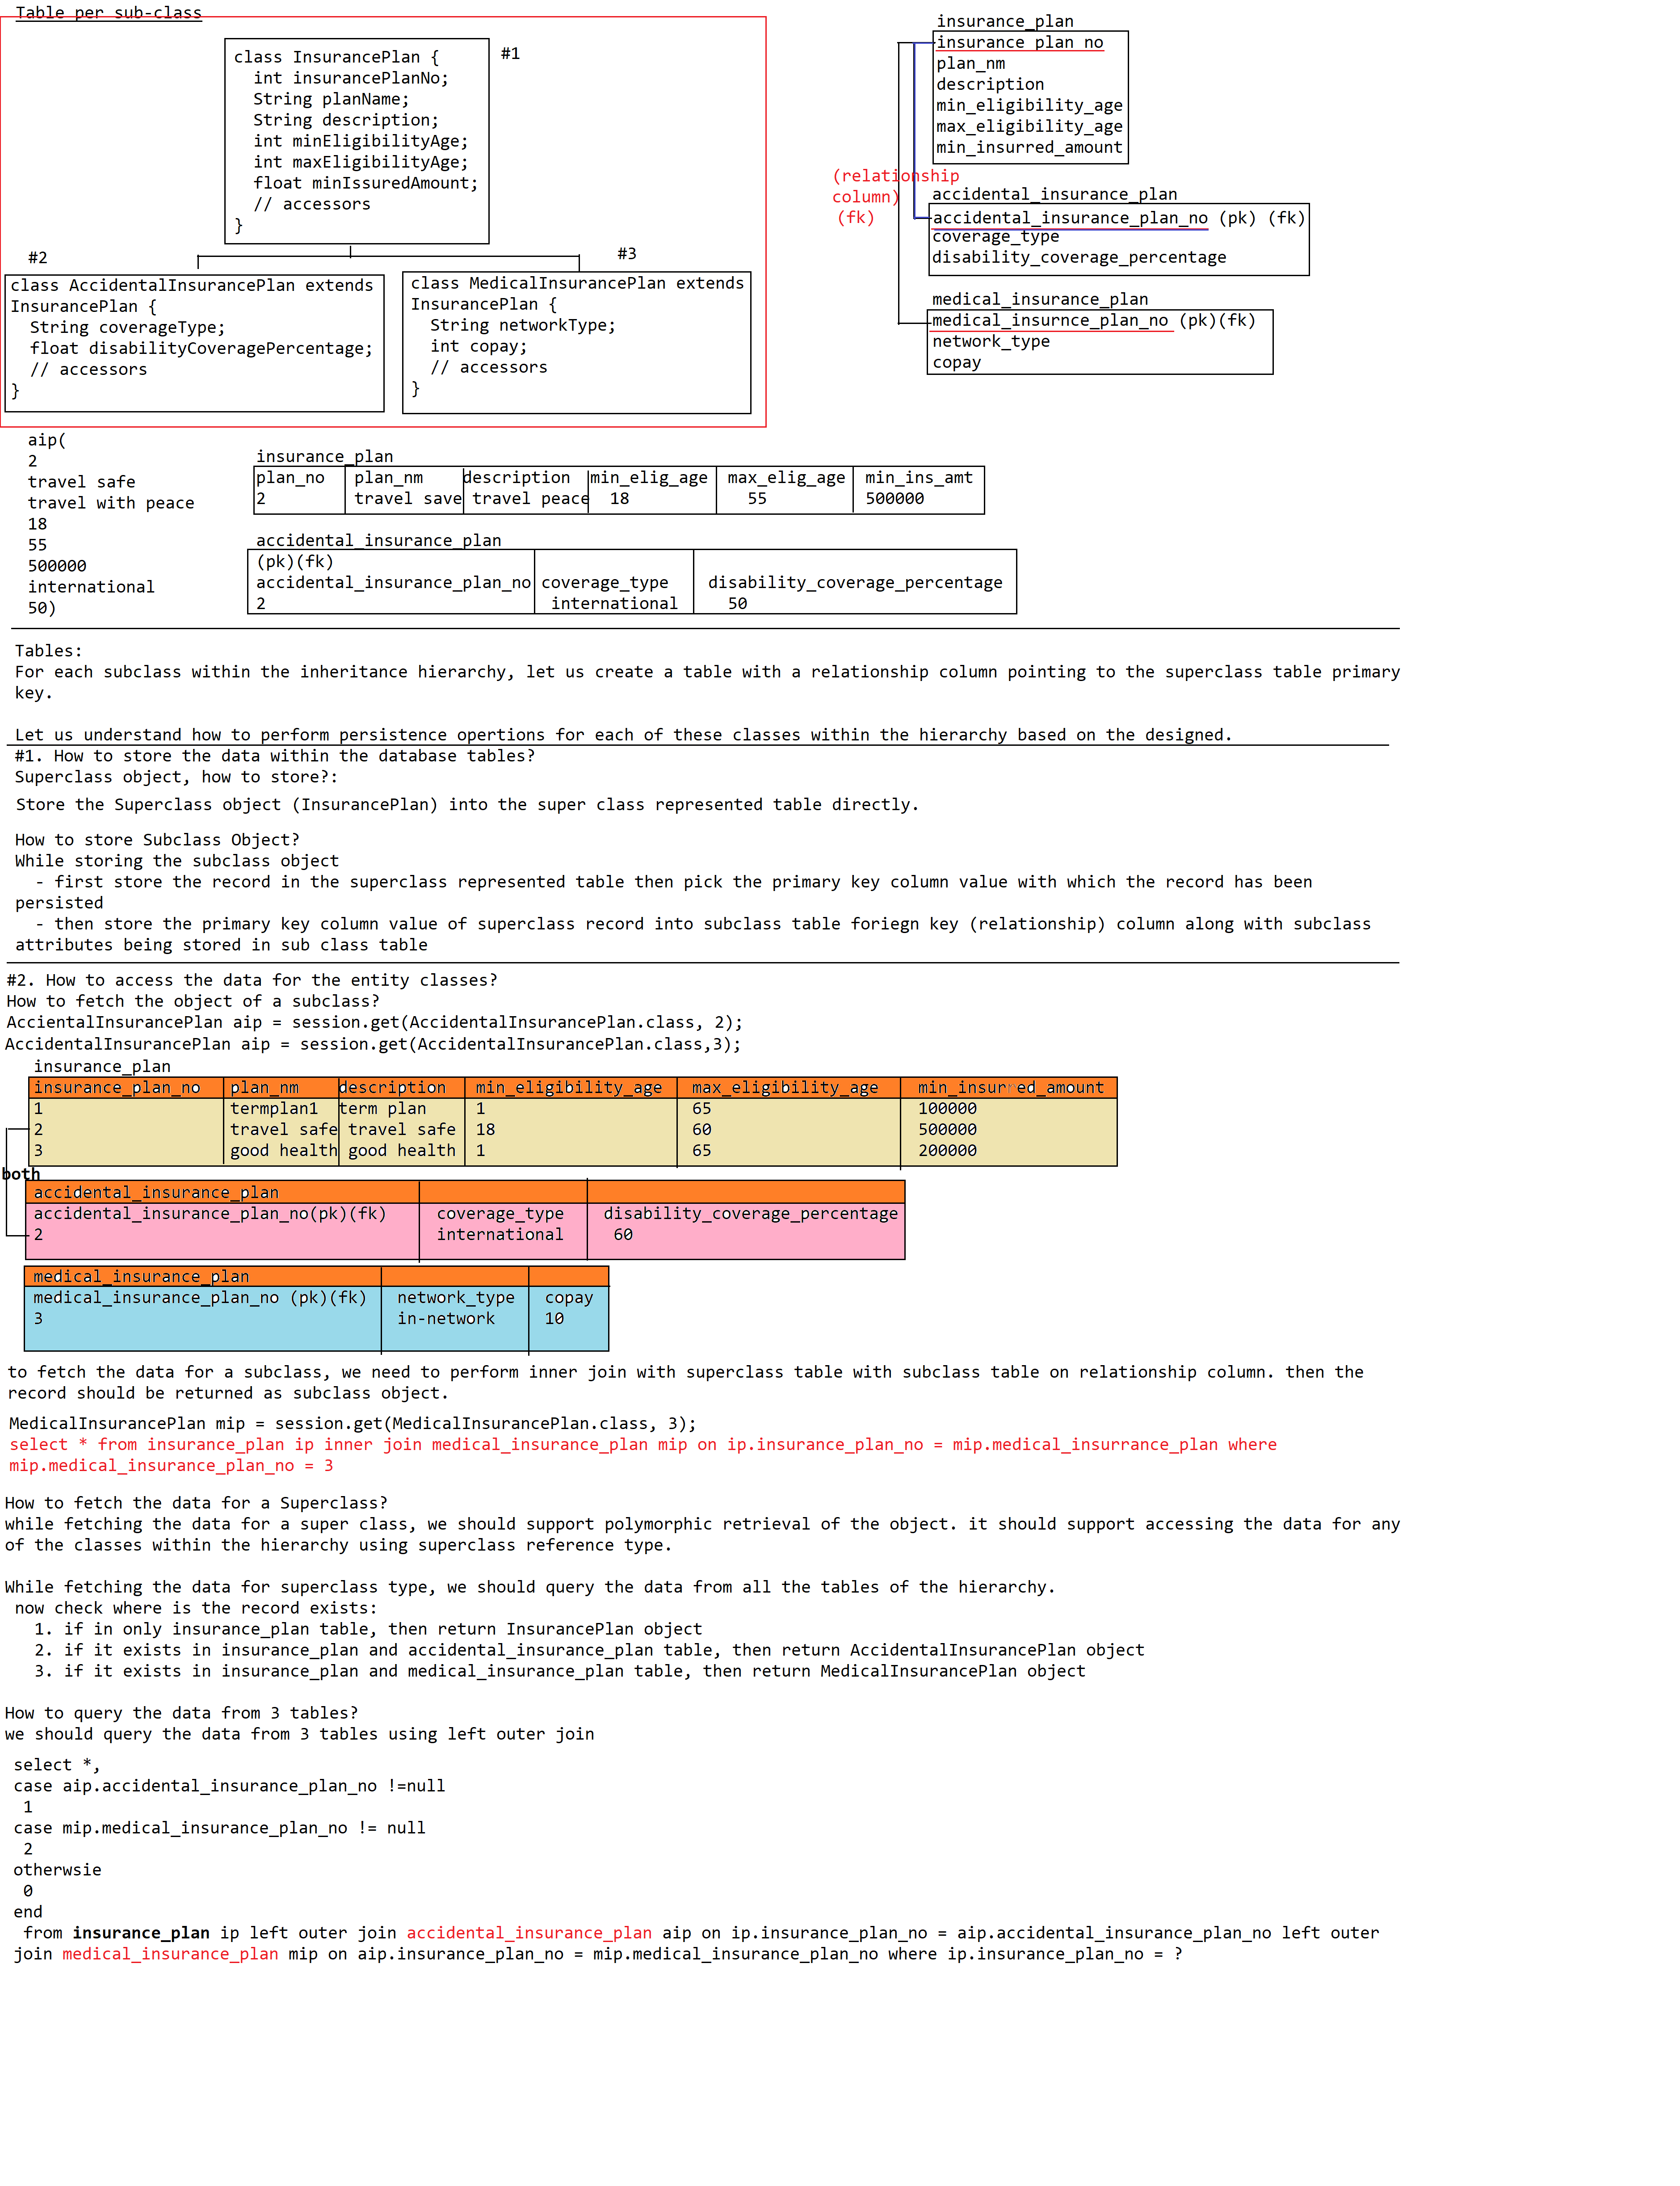 Table per sub-class
class InsurancePlan {
int insurancePlanNo;
String planName;
String description;
int minEligibilityAge;
int maxEligibilityAge;
float minIssuredAmount;
// accessors
}
#1
#2
class AccidentalInsurancePlan extends
InsurancePlan {
String coverageType;
float disabilityCoveragePercentage;
// accessors
}
#3
class MedicalInsurancePlan extends
InsurancePlan {
String networkType;
int copay;
// accessors
}
insurance_plan
insurance_plan_no
plan_nm
description
min_eligibility_age
max_eligibility_age
min_insurred_amount
(relationship
column)
(fk)
accidental_insurance_plan
accidental_insurance_plan_no (pk) (fk)
coverage_type
disability_coverage_percentage
medical_insurance_plan
medical_insurnce_plan_no (pk)(fk)
network_type
copay
aip(
2
travel safe
travel with peace
18
55
500000
international
50)
insurance_plan
plan_no plan_nm description min_elig_age max_elig_age min_ins_amt
2 travel save travel peace 18 55 500000
accidental_insurance_plan
(pk)(fk)
accidental_insurance_plan_no coverage_type disability_coverage_percentage
2 international 50
Tables:
For each subclass within the inheritance hierarchy, let us create a table with a relationship column pointing to the superclass table primary
key.
Let us understand how to perform persistence opertions for each of these classes within the hierarchy based on the designed.
#1. How to store the data within the database tables?
Superclass object, how to store?:
Store the Superclass object (InsurancePlan) into the super class represented table directly.
How to store Subclass Object?
While storing the subclass object
- first store the record in the superclass represented table then pick the primary key column value with which the record has been
persisted
- then store the primary key column value of superclass record into subclass table foriegn key (relationship) column along with subclass
attributes being stored in sub class table
#2. How to access the data for the entity classes?
How to fetch the object of a subclass?
AccientalInsurancePlan aip = session.get(AccidentalInsurancePlan.class, 2);
AccidentalInsurancePlan aip = session.get(AccidentalInsurancePlan.class,3);
insurance_plan
insurance_plan_no plan_nm description min_eligibility_age max_eligibility_age min_insurred_amount
1 termplan1 term plan 1 65 100000
2 travel safe travel safe 18 60 500000
3 good health good health 1 65 200000
both
accidental_insurance_plan
accidental_insurance_plan_no(pk)(fk) coverage_type disability_coverage_percentage
2 international 60
medical_insurance_plan
medical_insurance_plan_no (pk)(fk) network_type copay
3 in-network 10
to fetch the data for a subclass, we need to perform inner join with superclass table with subclass table on relationship column. then the
record should be returned as subclass object.
MedicalInsurancePlan mip = session.get(MedicalInsurancePlan.class, 3);
select * from insurance_plan ip inner join medical_insurance_plan mip on ip.insurance_plan_no = mip.medical_insurrance_plan where
mip.medical_insurance_plan_no = 3
How to fetch the data for a Superclass?
while fetching the data for a super class, we should support polymorphic retrieval of the object. it should support accessing the data for any
of the classes within the hierarchy using superclass reference type.
While fetching the data for superclass type, we should query the data from all the tables of the hierarchy.
now check where is the record exists:
1. if in only insurance_plan table, then return InsurancePlan object
2. if it exists in insurance_plan and accidental_insurance_plan table, then return AccidentalInsurancePlan object
3. if it exists in insurance_plan and medical_insurance_plan table, then return MedicalInsurancePlan object
How to query the data from 3 tables?
we should query the data from 3 tables using left outer join
select *,
case aip.accidental_insurance_plan_no !=null
1
case mip.medical_insurance_plan_no != null
2
otherwsie
0
end
from insurance_plan ip left outer join accidental_insurance_plan aip on ip.insurance_plan_no = aip.accidental_insurance_plan_no left outer
join medical_insurance_plan mip on aip.insurance_plan_no = mip.medical_insurance_plan_no where ip.insurance_plan_no = ?